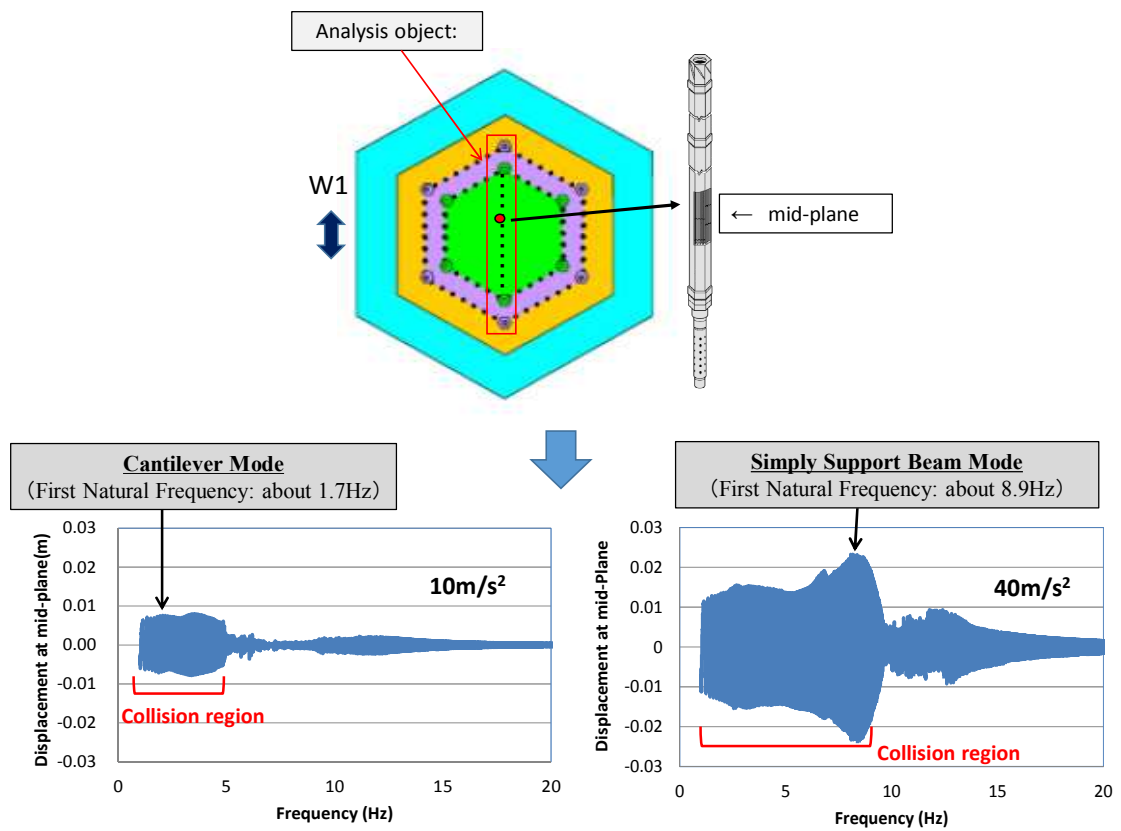 Analysis object:
W1
← mid-plane
Cantilever Mode
(First Natural Frequency: about 1.7Hz)
Simply Support Beam Mode
(First Natural Frequency: about 8.9Hz)
Displacement at mid-plane(m)
0.03
0.02
0.01
0.00
-0.01
-0.02
-0.03
10m/s²
Collision region
0 5 10 15 20
Frequency (Hz)
Displacement at mid-Plane
0.03
0.02
0.01
0
-0.01
-0.02
-0.03
40m/s²
Collision region
0 5 10 15 20
Frequency (Hz)